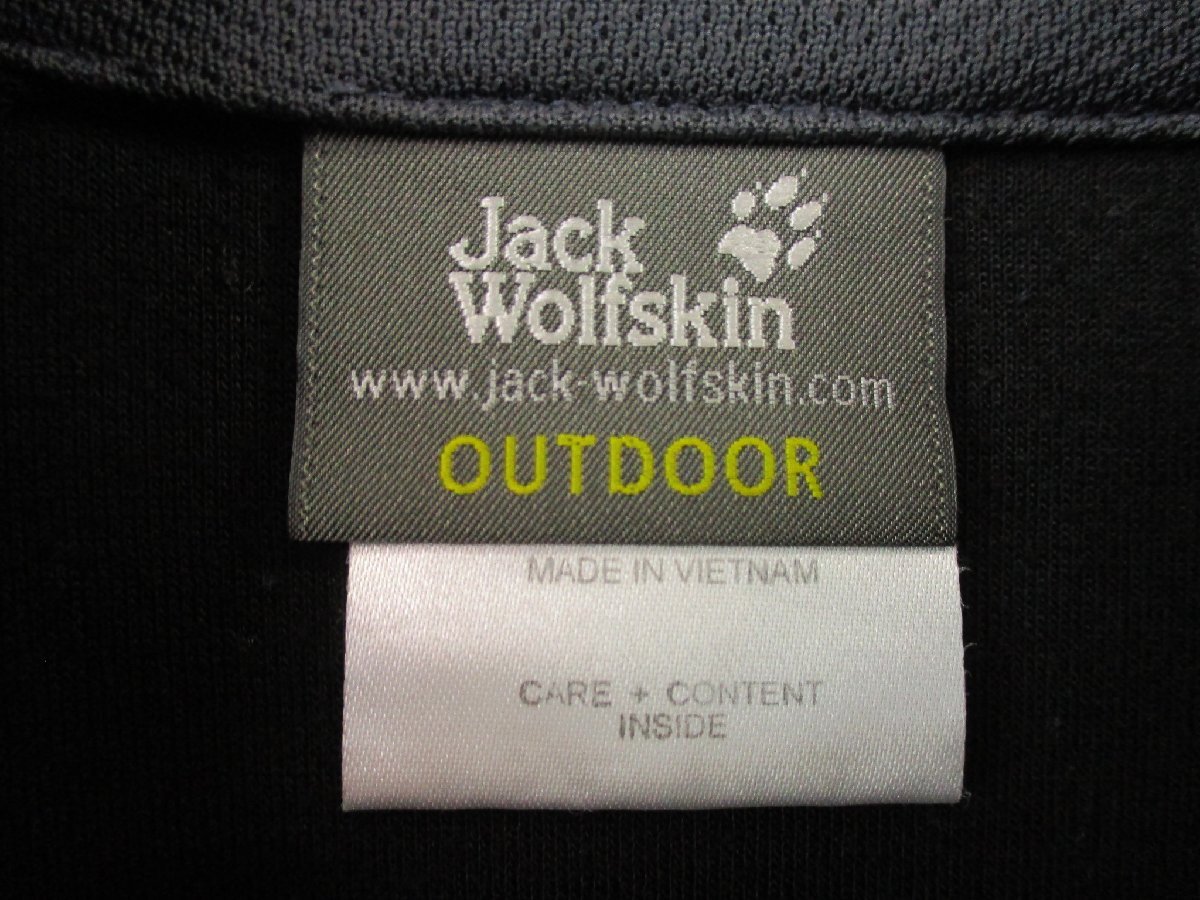 Jack
Wolfskin
www.jack-wolfskin.com
OUTDOOR
MADE IN VIETNAM
CARE + CONTENT
INSIDE